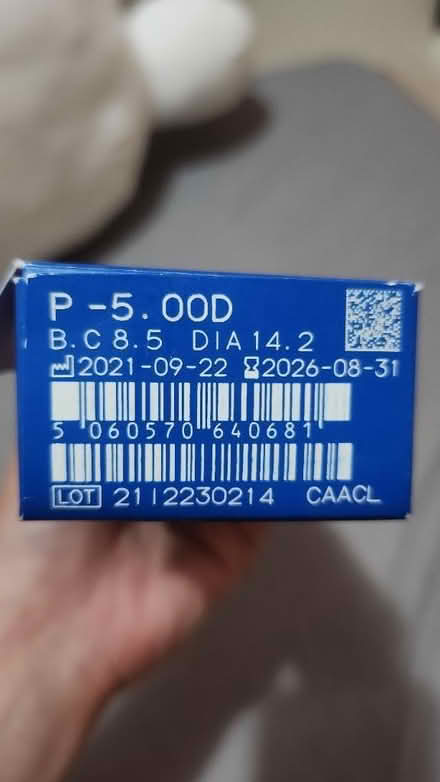 P -5.00D
B.C 8.5 DIA 14.2
2021-09-22 2026-08-31
5 060570 640681
LOT 2112230214 CAACL